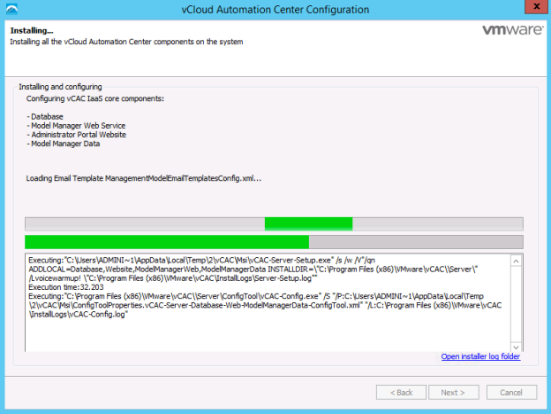 vCloud Automation Center Configuration
x
Installing...
Installing all the vCloud Automation Center components on the system
vmware
Installing and configuring
Configuring vCAC IaaS core components:
- Database
- Model Manager Web Service
- Administrator Portal Website
- Model Manager Data
Loading Email Template ManagementModelEmailTemplatesConfig.xml...
Executing:"C:\Users\ADMINI~1\AppData\Local\Temp\2\vCAC\Msi\vCAC-Server-Setup.exe" /s /w /V"/qn
ADDLOCAL=Database,Website,ModelManagerWeb,ModelManagerData INSTALLDIR=\"C:\Program Files (x86)\VMware\vCAC\\Server\"
/Lvoicewarmup! \"C:\Program Files (x86)\VMware\vCAC\InstallLogs\Server-Setup.log""
Execution time:32.203
Executing:"C:\Program Files (x86)\VMware\vCAC\\Server\ConfigTool\vCAC-Config.exe" /S "/P:C:\Users\ADMINI~1\AppData\Local\Temp
\2\vCAC\Msi\ConfigToolProperties.vCAC-Server-Database-Web-ModelManagerData-ConfigTool.xml" "/L:C:\Program Files (x86)\VMware\vCAC
\InstallLogs\vCAC-Config.log"
Open installer log folder
< Back
Next >
Cancel